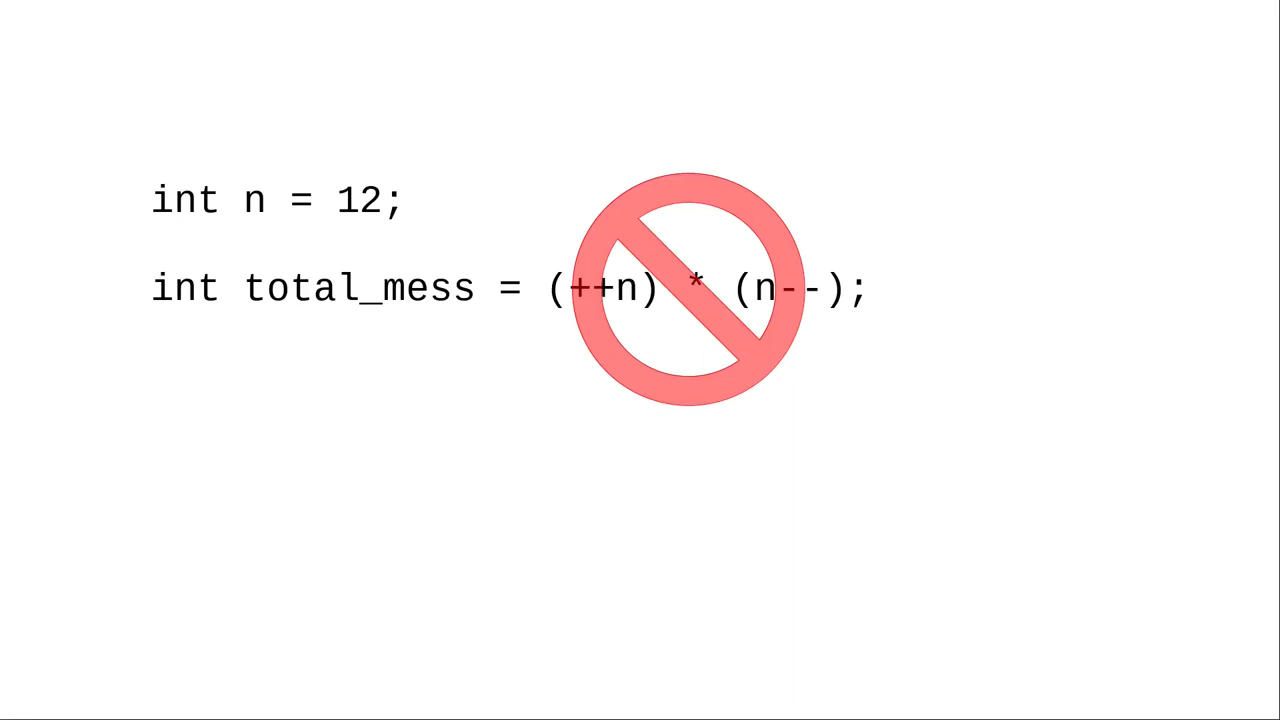 int n = 12;
int total_mess = (++n) * (n--);